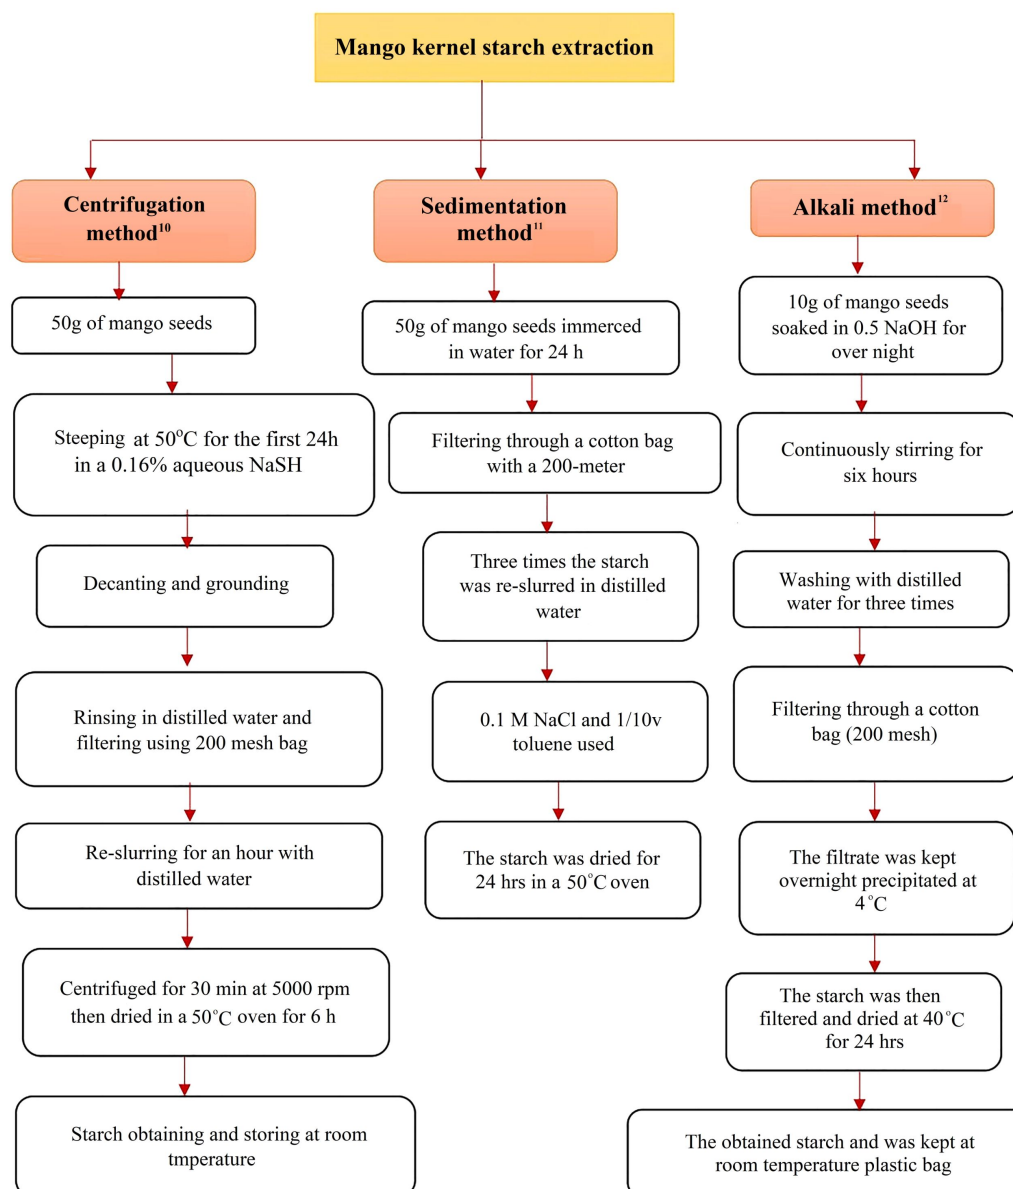 Mango kernel starch extraction
Centrifugation
method¹⁰
50g of mango seeds
Steeping at 50°C for the first 24h
in a 0.16% aqueous NaSH
Decanting and grounding
Rinsing in distilled water and
filtering using 200 mesh bag
Re-slurring for an hour with
distilled water
Centrifuged for 30 min at 5000 rpm
then dried in a 50°C oven for 6 h
Starch obtaining and storing at room
tmperature
Sedimentation
method¹¹
50g of mango seeds immerced
in water for 24 h
Filtering through a cotton bag
with a 200-meter
Three times the starch
was re-slurred in distilled
water
0.1 M NaCl and 1/10v
toluene used
The starch was dried for
24 hrs in a 50°C oven
Alkali method¹²
10g of mango seeds
soaked in 0.5 NaOH for
over night
Continuously stirring for
six hours
Washing with distilled
water for three times
Filtering through a cotton
bag (200 mesh)
The filtrate was kept
overnight precipitated at
4°C
The starch was then
filtered and dried at 40°C
for 24 hrs
The obtained starch and was kept at
room temperature plastic bag